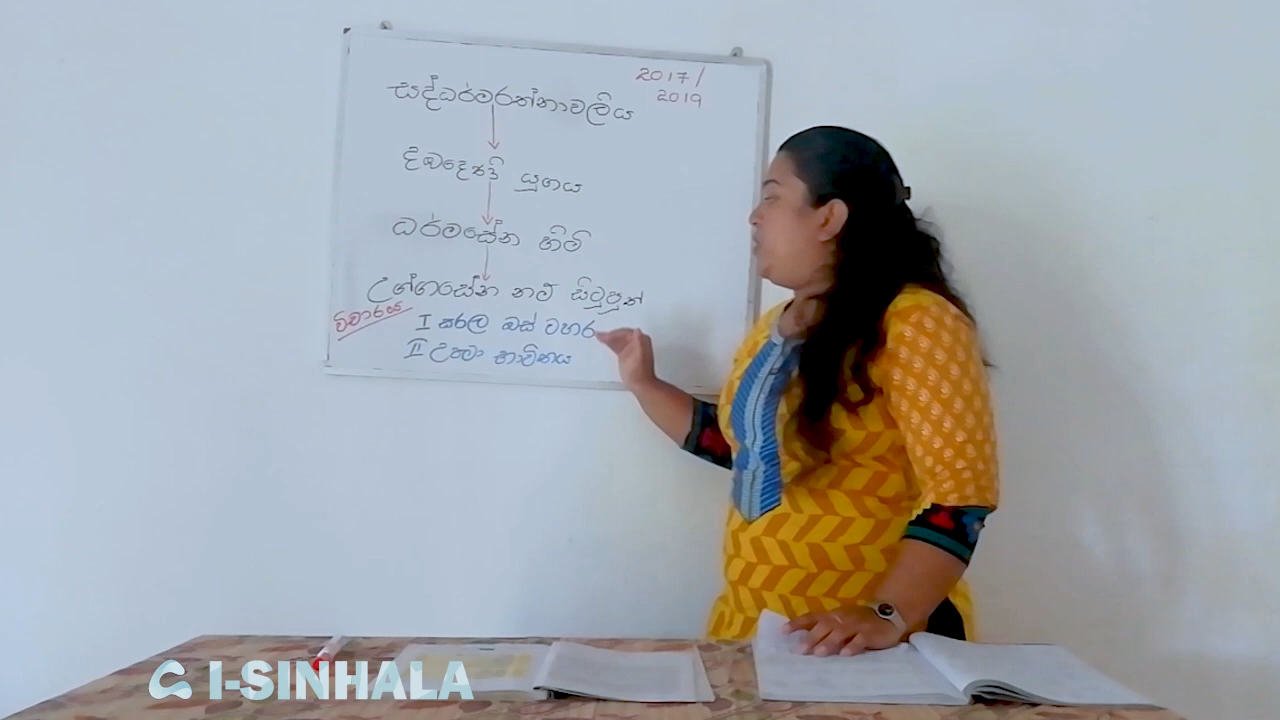 2017/
2019
සද්ධර්මරත්නාවලිය
දඹදෙණි යුගය
ධර්මසේන හිමි
උග්ගසේන නම් සිටුපුත්
විචාරය
I සරල බස් වහර
II උපමා භාවිතය
I-SINHALA